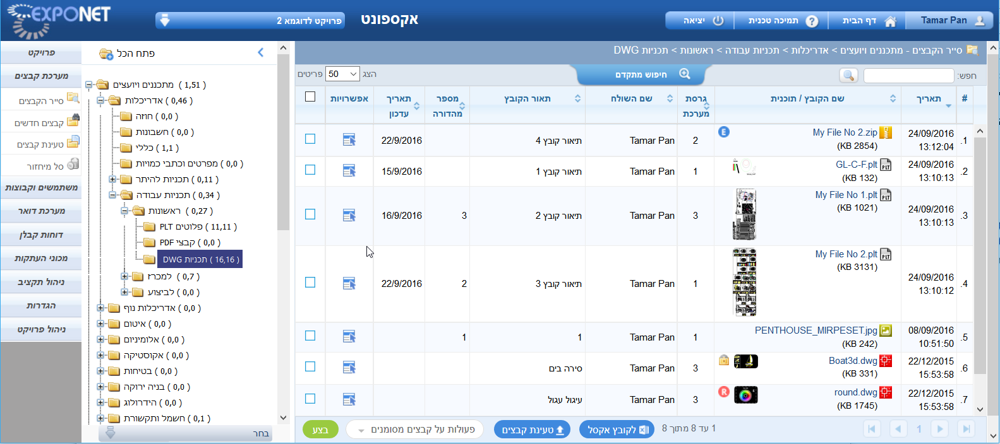 EXPONET
פרויקט לדוגמא 2
אקספונט
יציאה
תמיכה טכנית
דף הבית
Tamar Pan
פרויקט
מערכת קבצים
סייר הקבצים
קבצים חדשים
טעינת קבצים
סל מיחזור
משתמשים וקבוצות
מערכת דואר
דוחות קבלן
מכוני העתקות
ניהול תקציב
הגדרות
ניהול פרויקט
פתח הכל
מתכננים ויועצים ( 1,51 )
אדריכלות ( 0,46 )
חוזה ( 0,0 )
חשבונות ( 0,0 )
כללי ( 1,1 )
מפרטים וכתבי כמויות ( 0,0 )
תכניות להיתר ( 0,11 )
תכניות עבודה ( 0,34 )
ראשונות ( 0,27 )
פלוטים PLT ( 11,11 )
קבצי PDF ( 0,0 )
תכניות DWG ( 16,16 )
למכרז ( 0,7 )
לביצוע ( 0,0 )
אדריכלות נוף ( 0,0 )
איטום ( 0,0 )
אלומיניום ( 0,0 )
אקוסטיקה ( 0,0 )
בטיחות ( 0,0 )
בניה ירוקה ( 0,0 )
הידרולוג ( 0,0 )
חשמל ותקשורת ( 0,1 )
בחר
סייר הקבצים - מתכננים ויועצים > אדריכלות > תכניות עבודה > ראשונות > תכניות DWG
חפש:
חיפוש מתקדם
הצג 50 פריטים
# תאריך שם הקובץ / תוכנית גרסת מערכת שם השולח תאור הקובץ מספר מהדורה תאריך עדכון אפשרויות
1. 24/09/2016 13:12:04 My File No 2.zip (KB 2854) E 2 Tamar Pan תיאור קובץ 4 22/9/2016
2. 24/09/2016 13:10:13 GL-C-F.plt (KB 132) 1 Tamar Pan תיאור קובץ 1 15/9/2016
3. 24/09/2016 13:10:13 My File No 1.plt (KB 1021) 3 Tamar Pan תיאור קובץ 2 3 16/9/2016
4. 24/09/2016 13:10:12 My File No 2.plt (KB 3131) 1 Tamar Pan תיאור קובץ 3 2 22/9/2016
5. 08/09/2016 10:51:50 PENTHOUSE_MIRPESET.jpg (KB 242) 1 Tamar Pan 1 1
6. 22/12/2015 15:53:58 Boat3d.dwg (KB 331) 3 Tamar Pan סירה בים
7. 22/12/2015 15:53:58 round.dwg (KB 1745) R 3 Tamar Pan עיגול עגול
1
1 עד 8 מתוך 8
לקובץ אקסל
טעינת קבצים
פעולות על קבצים מסומנים
בצע